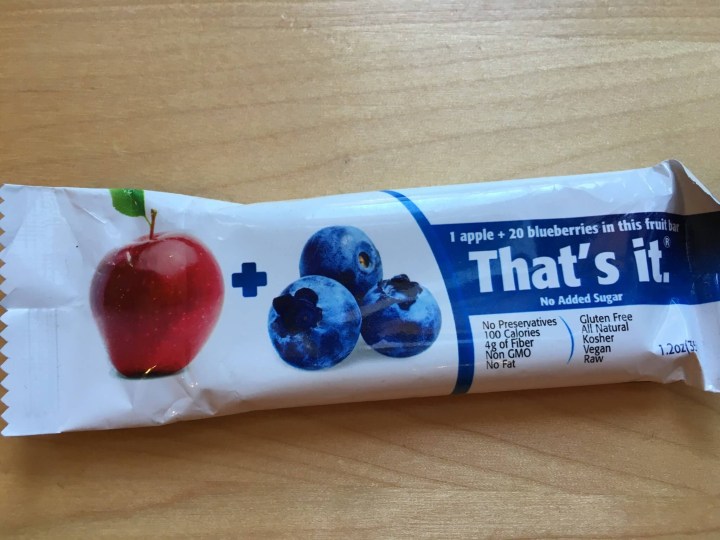 1 apple + 20 blueberries in this fruit bar
That's it.®
No Added Sugar
No Preservatives
100 Calories
4g of Fiber
Non GMO
No Fat
Gluten Free
All Natural
Kosher
Vegan
Raw
1.2oz